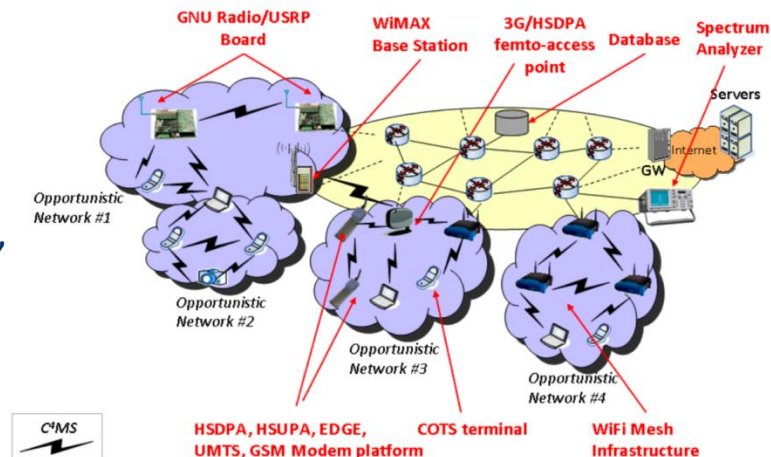 GNU Radio/USRP
Board
WiMAX
Base Station
3G/HSDPA
femto-access
point
Database
Spectrum
Analyzer
Servers
Internet
GW
Opportunistic
Network #1
Opportunistic
Network #2
Opportunistic
Network #3
Opportunistic
Network #4
C⁴MS
HSDPA, HSUPA, EDGE,
UMTS, GSM Modem platform
COTS terminal
WiFi Mesh
Infrastructure